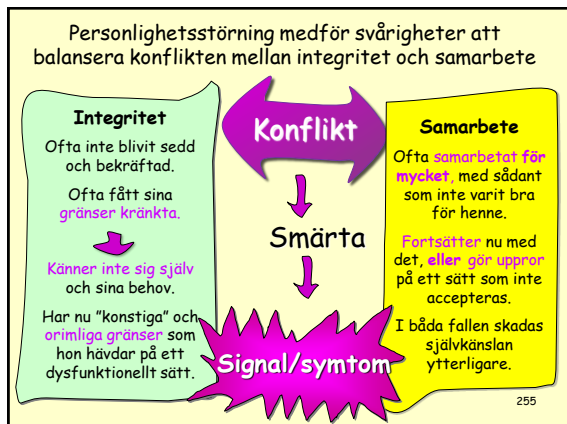 Personlighetsstörning medför svårigheter att
balansera konflikten mellan integritet och samarbete
Integritet
Ofta inte blivit sedd
och bekräftad.
Ofta fått sina
gränser kränkta.
Känner inte sig själv
och sina behov.
Har nu "konstiga" och
orimliga gränser som
hon hävdar på ett
dysfunktionellt sätt.
Konflikt
Smärta
Signal/symtom
Samarbete
Ofta samarbetat för
mycket, med sådant
som inte varit bra
för henne.
Fortsätter nu med
det, eller gör uppror
på ett sätt som inte
accepteras.
I båda fallen skadas
självkänslan
ytterligare.
255